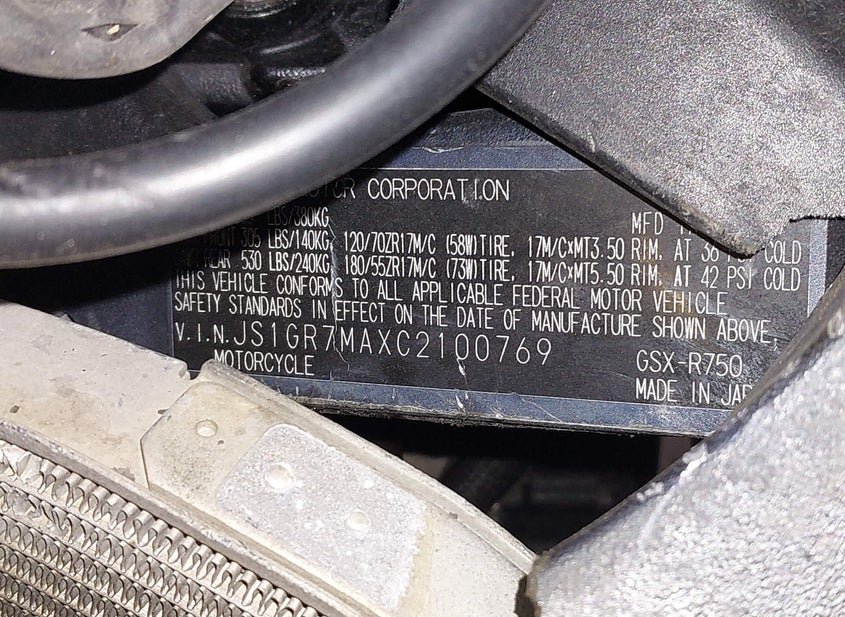 MOTOR CORPORATION
LBS/380KG MFD
FRONT 305 LBS/140KG, 120/70ZR17M/C (58W)TIRE, 17M/C×MT3.50 RIM, AT COLD
REAR 530 LBS/240KG, 180/55ZR17M/C (73W)TIRE, 17M/C×MT5.50 RIM, AT 42 PSI COLD
THIS VEHICLE CONFORMS TO ALL APPLICABLE FEDERAL MOTOR VEHICLE
SAFETY STANDARDS IN EFFECT ON THE DATE OF MANUFACTURE SHOWN ABOVE,
V.I.N.JS1GR7MAXC2100769 GSX-R750
MOTORCYCLE MADE IN JAP